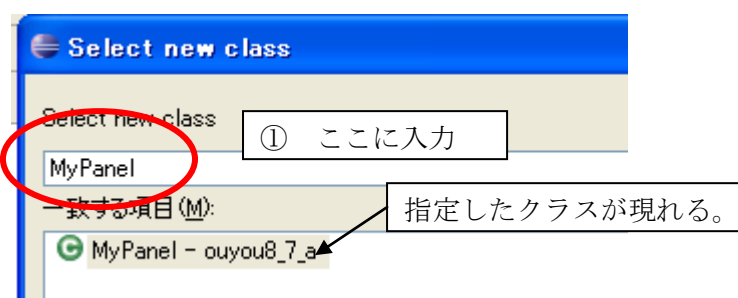 Select new class
Select new class
① ここに入力
MyPanel
一致する項目(M):
指定したクラスが現れる。
MyPanel - ouyou8_7_a